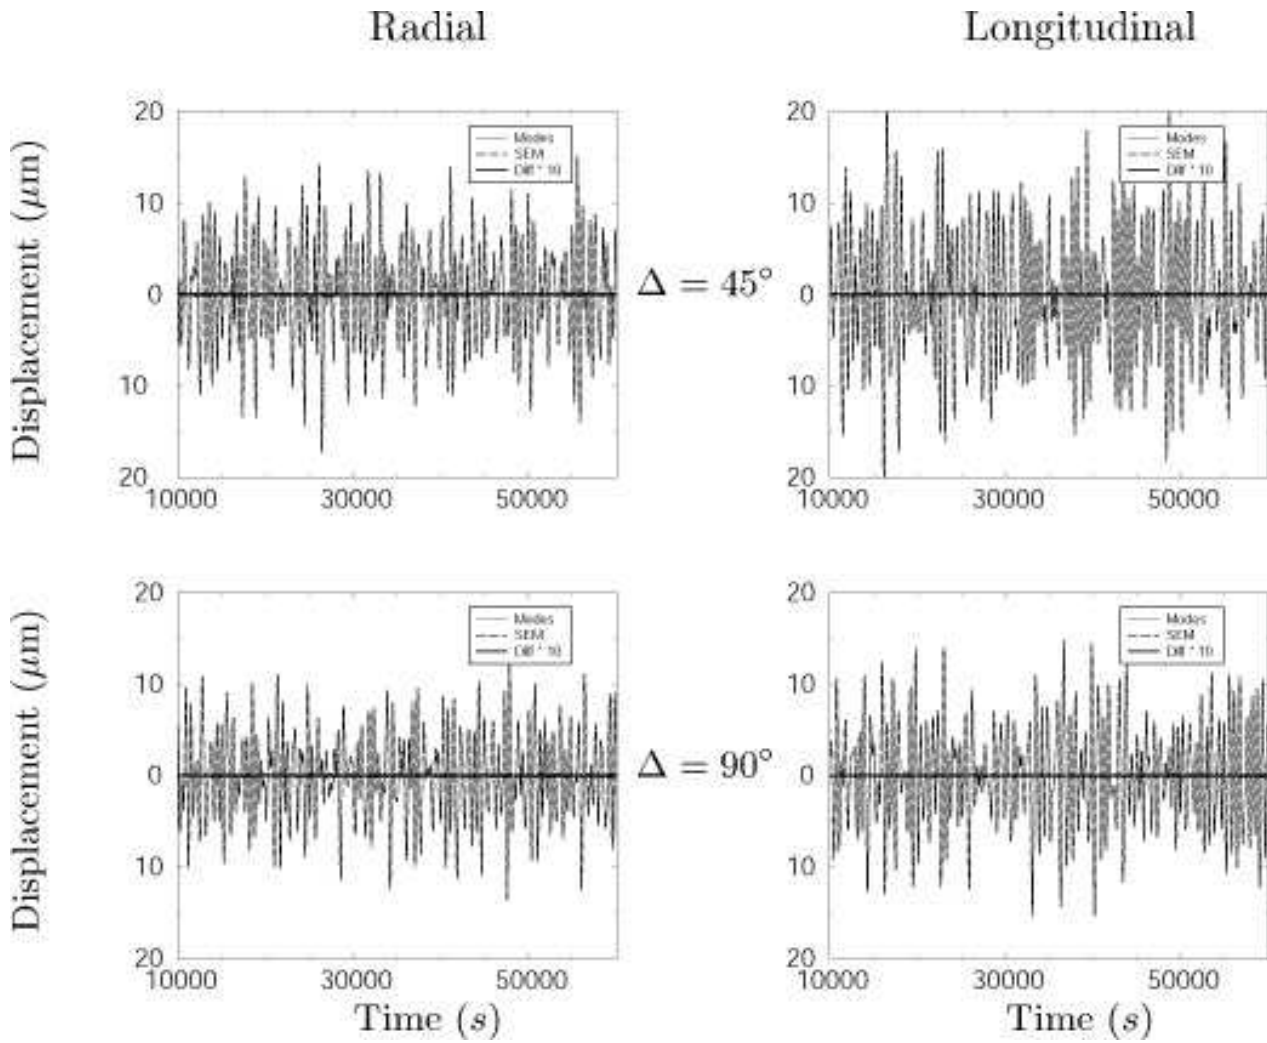 Radial
Longitudinal
Displacement (μm)
20
10
0
10
20
10000 30000 50000
Modes
SEM
Diff * 10
Δ = 45°
20
10
0
10
20
10000 30000 50000
Modes
SEM
Diff * 10
Displacement (μm)
20
10
0
10
20
10000 30000 50000
Time (s)
Modes
SEM
Diff * 10
Δ = 90°
20
10
0
10
20
10000 30000 50000
Time (s)
Modes
SEM
Diff * 10